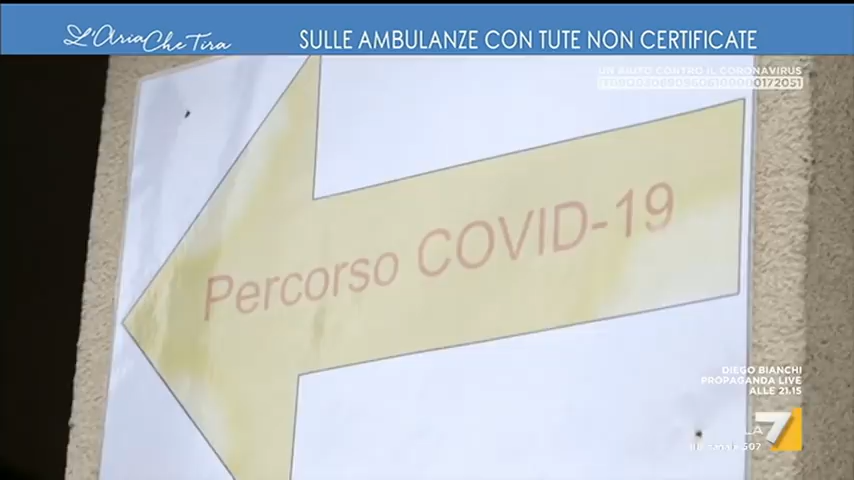 L'Aria Che Tira
SULLE AMBULANZE CON TUTE NON CERTIFICATE
UN AIUTO CONTRO IL CORONAVIRUS
Percorso COVID-19
DIEGO BIANCHI
PROPAGANDA LIVE
ALLE 21.15
LA7
507